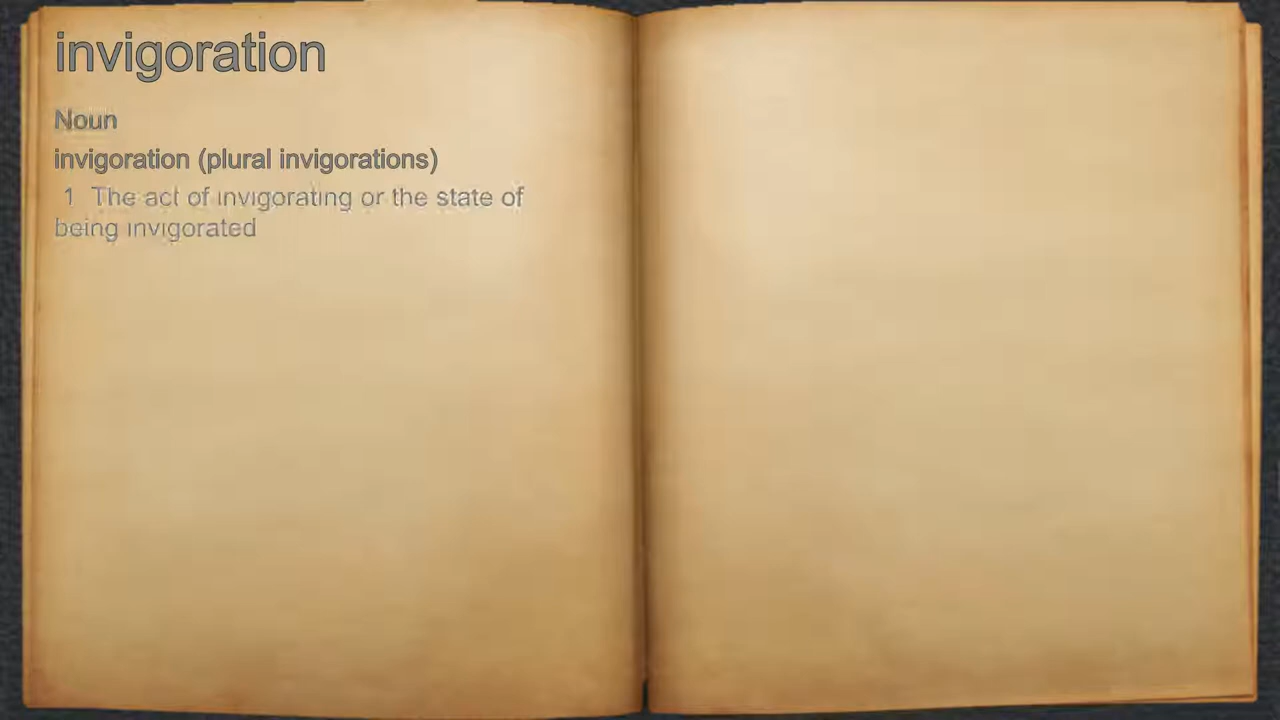 invigoration
Noun
invigoration (plural invigorations)
1 The act of invigorating or the state of
being invigorated